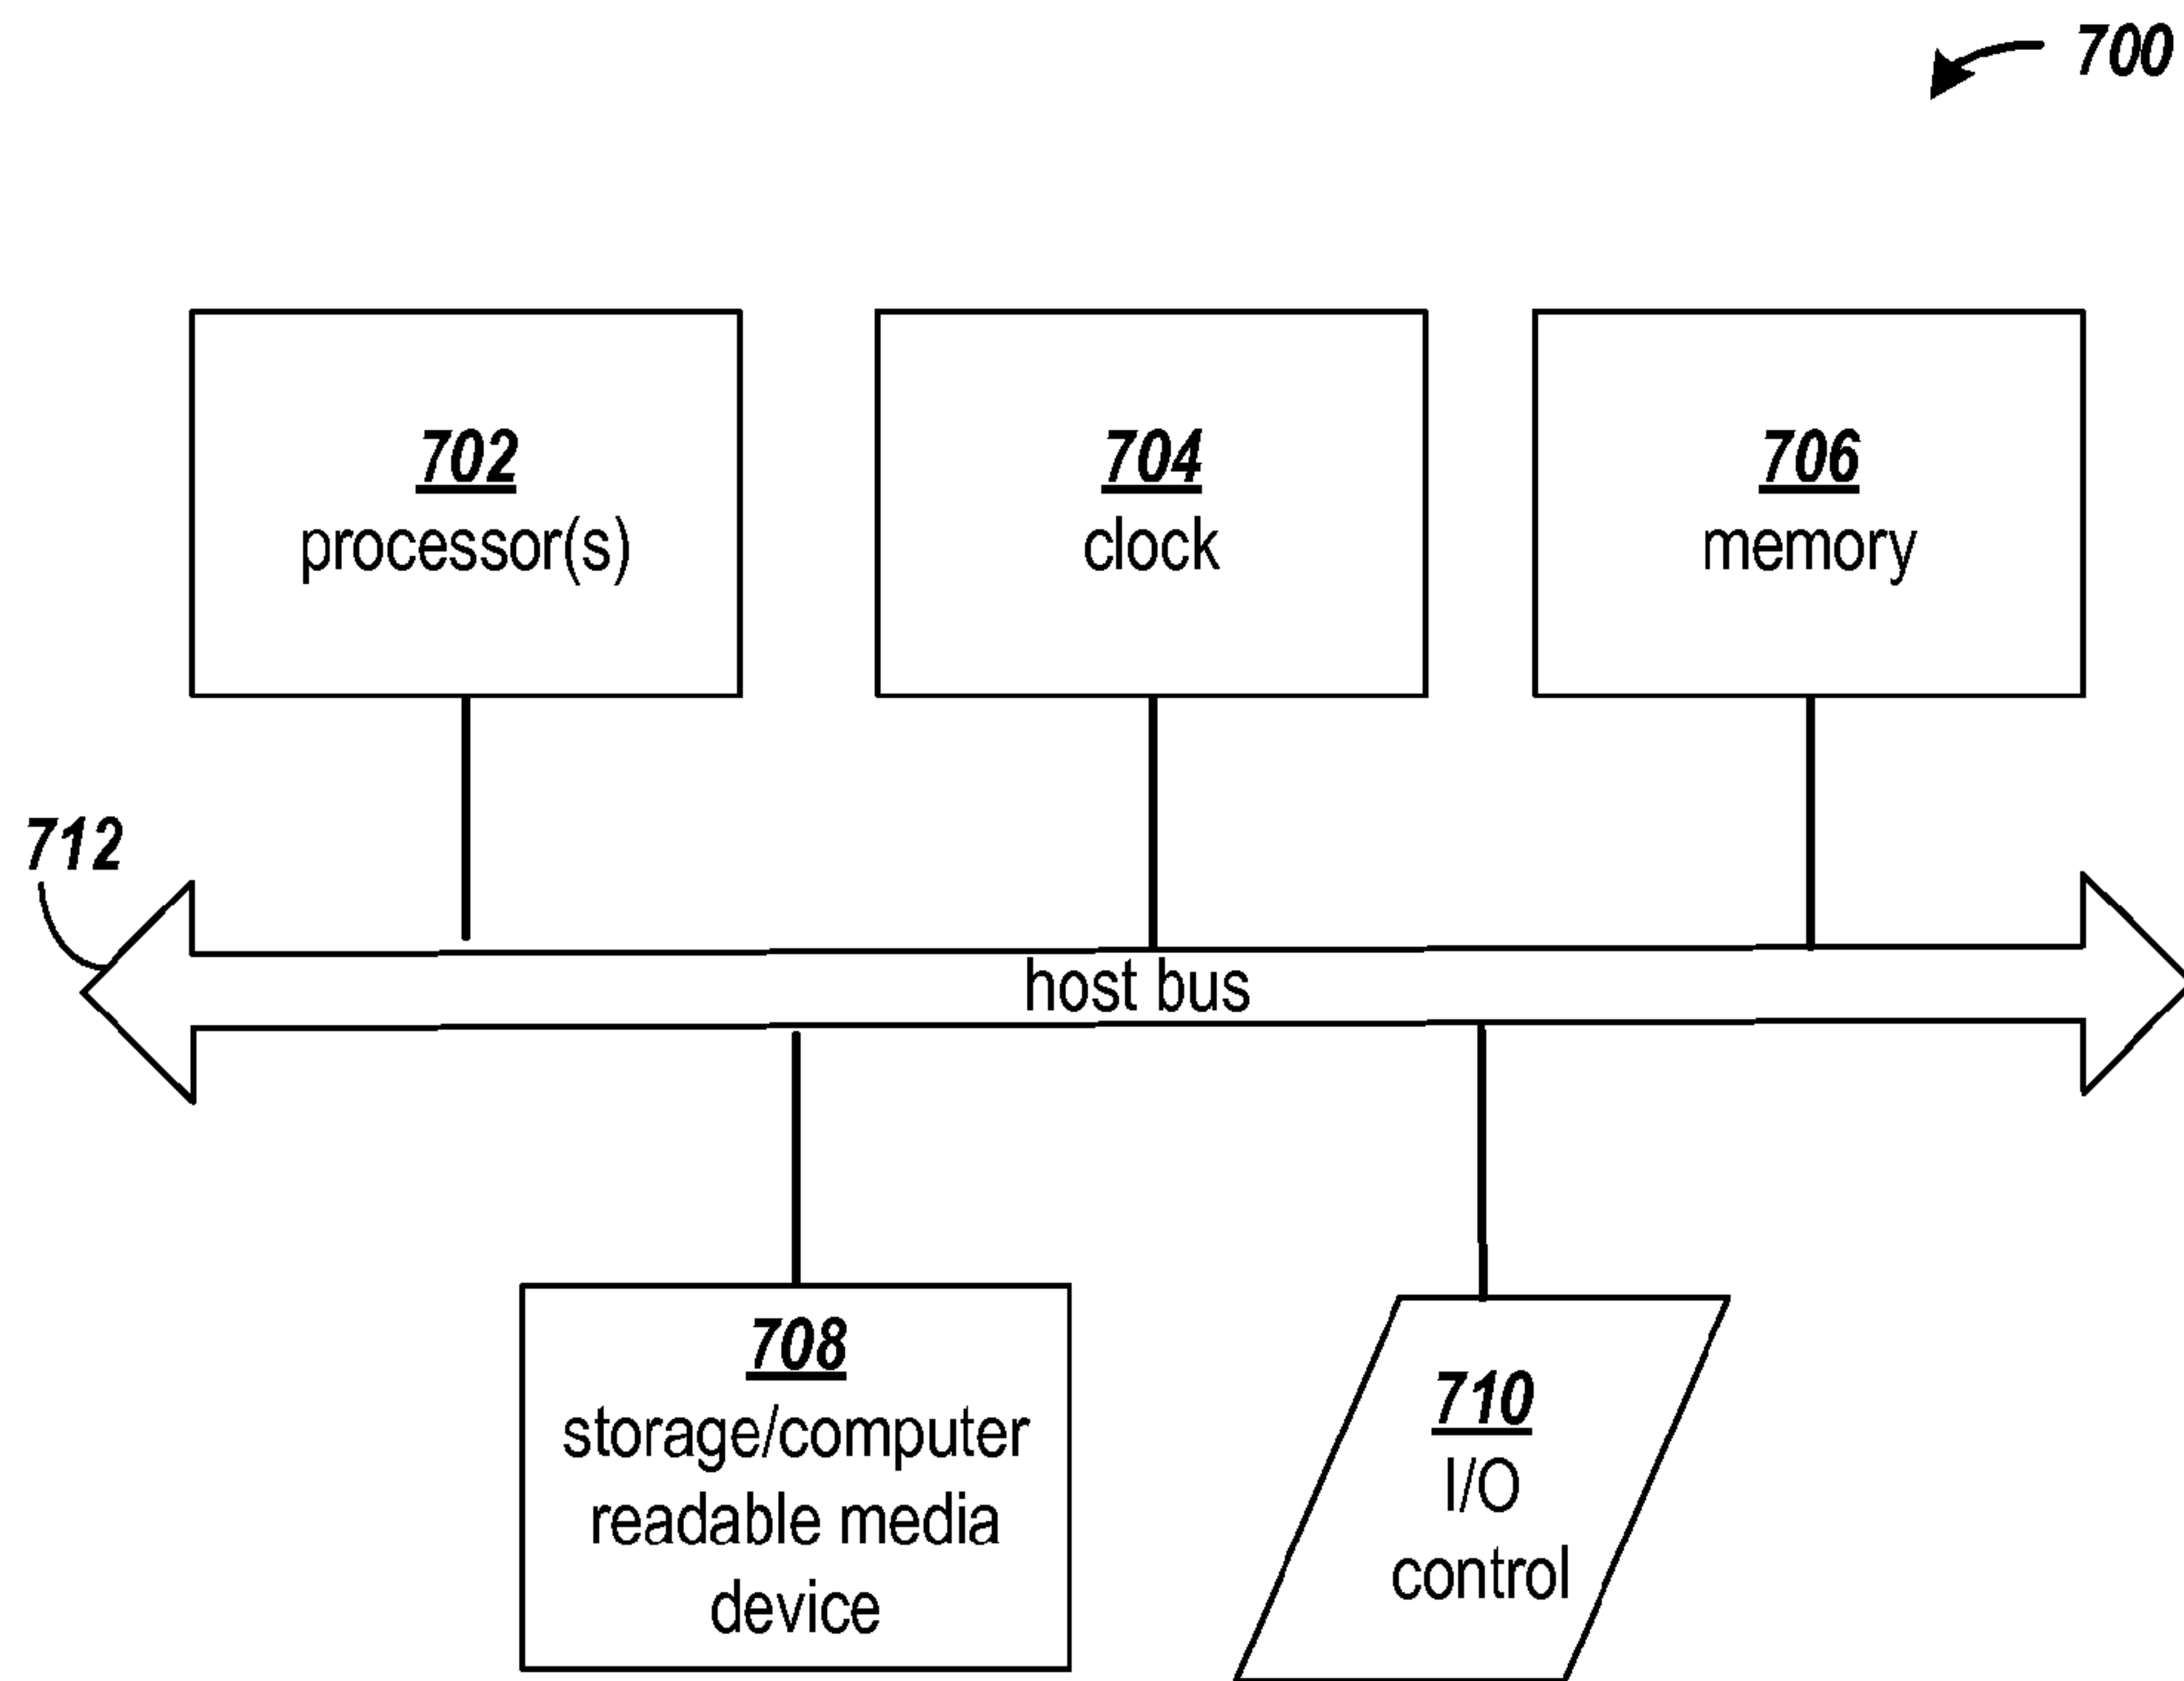 700
702
processor(s)
704
clock
706
memory
712
host bus
708
storage/computer
readable media
device
710
I/O
control